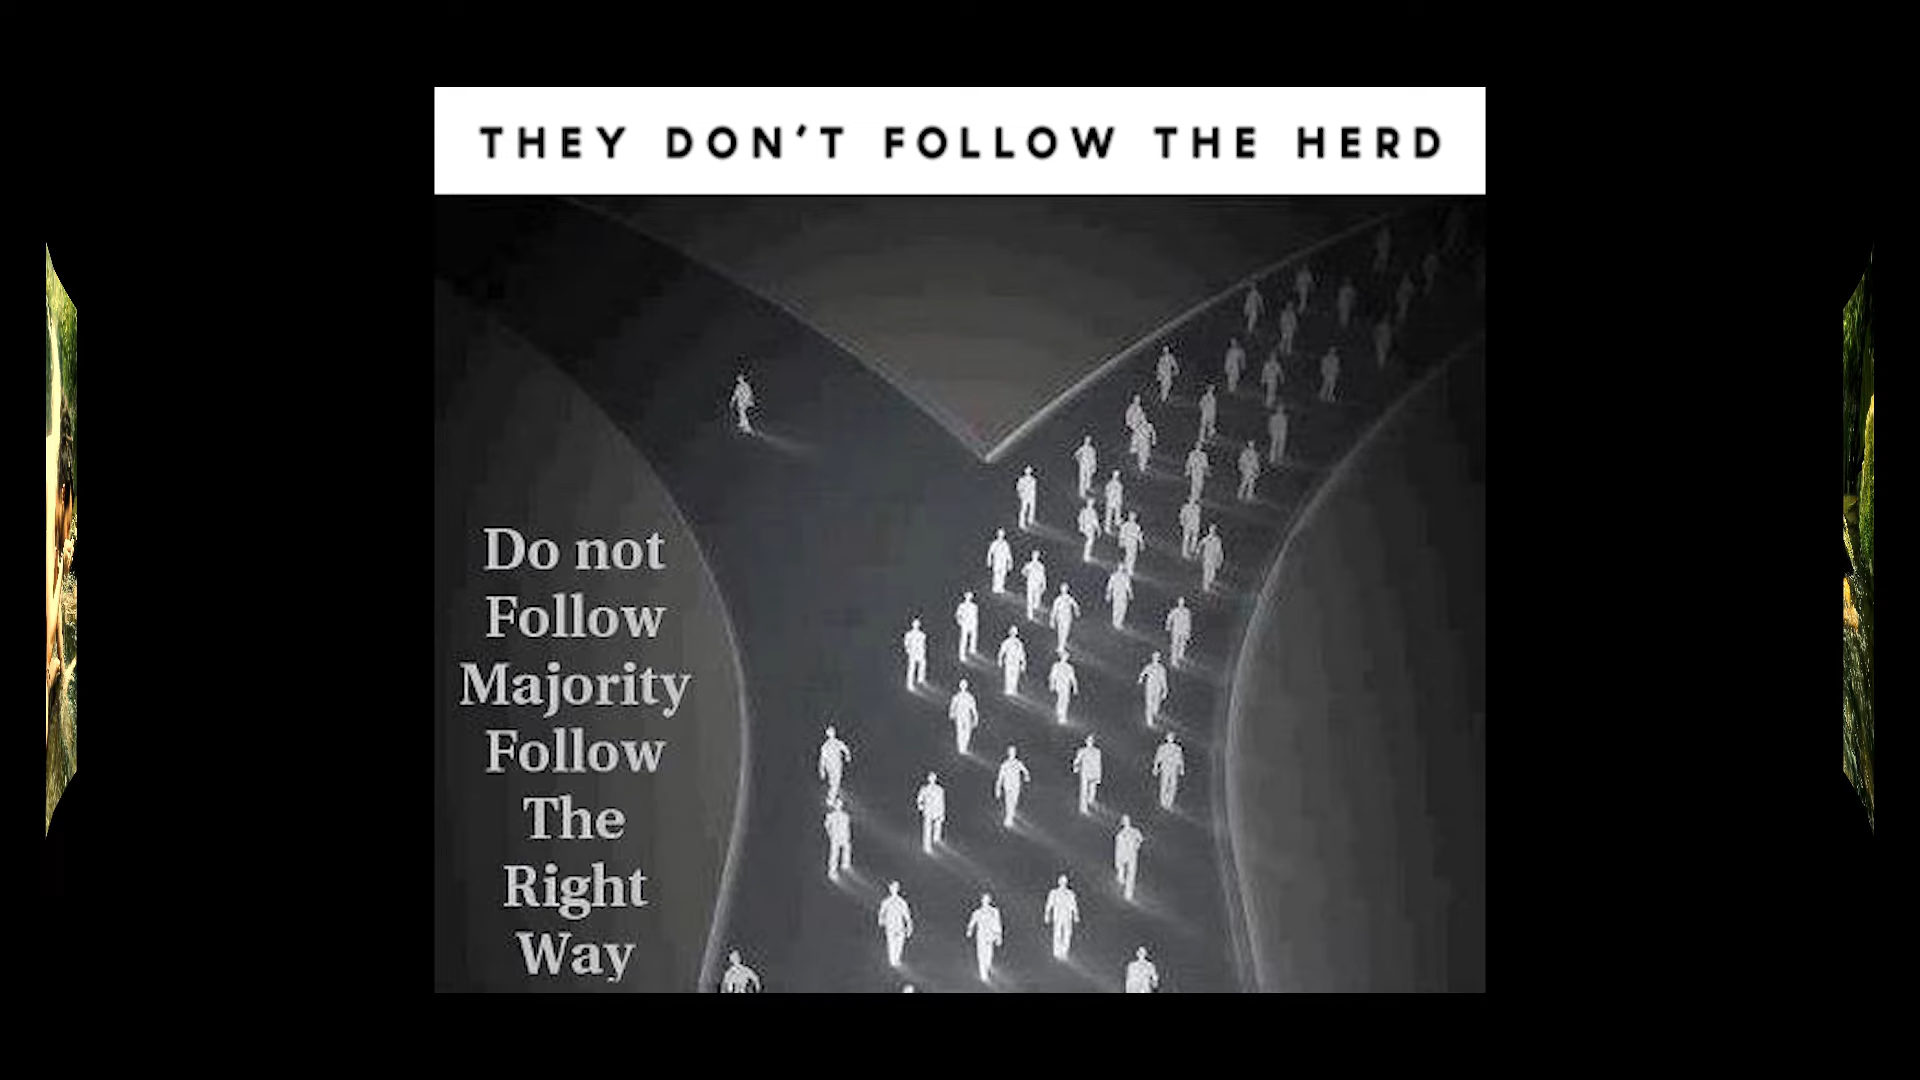 THEY DON'T FOLLOW THE HERD
Do not
Follow
Majority
Follow
The
Right
Way